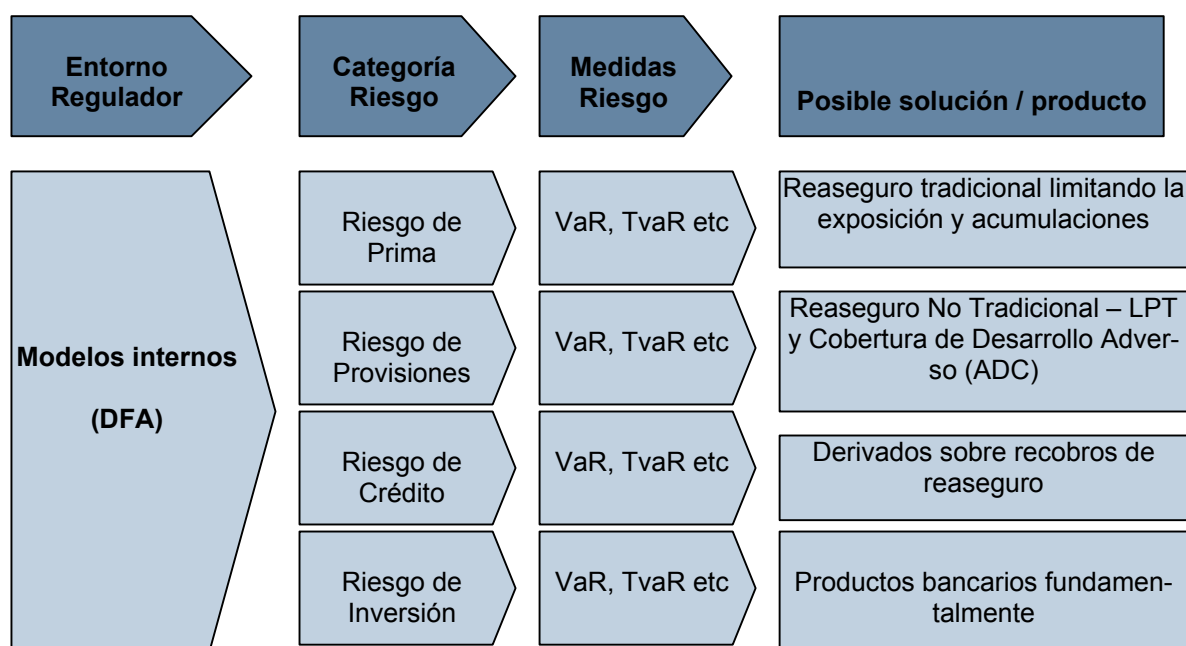 Entorno
Regulador
Categoría
Riesgo
Medidas
Riesgo
Posible solución / producto
Modelos internos
(DFA)
Riesgo de
Prima
VaR, TvaR etc
Reaseguro tradicional limitando la
exposición y acumulaciones
Riesgo de
Provisiones
VaR, TvaR etc
Reaseguro No Tradicional – LPT
y Cobertura de Desarrollo Adver-
so (ADC)
Riesgo de
Crédito
VaR, TvaR etc
Derivados sobre recobros de
reaseguro
Riesgo de
Inversión
VaR, TvaR etc
Productos bancarios fundamen-
talmente